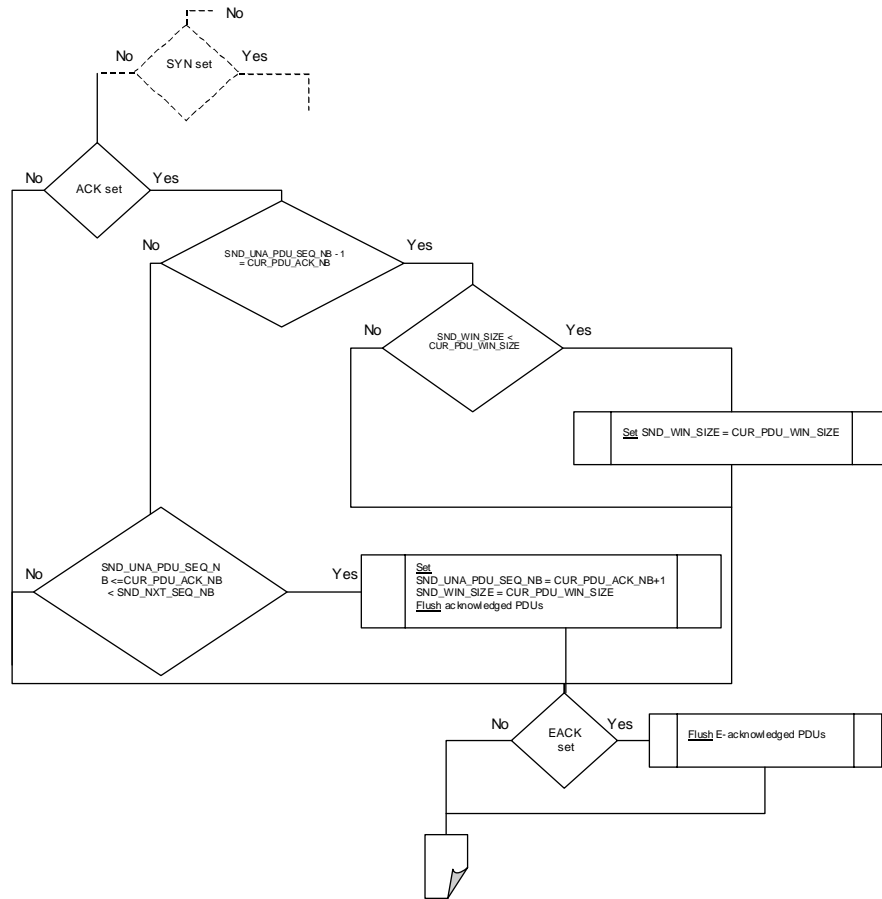 No
No
Yes
SYN set
No
Yes
ACK set
No
Yes
SND_UNA_PDU_SEQ_NB - 1
= CUR_PDU_ACK_NB
No
Yes
SND_WIN_SIZE <
CUR_PDU_WIN_SIZE
Set SND_WIN_SIZE = CUR_PDU_WIN_SIZE
No
Yes
SND_UNA_PDU_SEQ_N
B <=CUR_PDU_ACK_NB
< SND_NXT_SEQ_NB
Set
SND_UNA_PDU_SEQ_NB = CUR_PDU_ACK_NB+1
SND_WIN_SIZE = CUR_PDU_WIN_SIZE
Flush acknowledged PDUs
No
Yes
EACK
set
Flush E-acknowledged PDUs